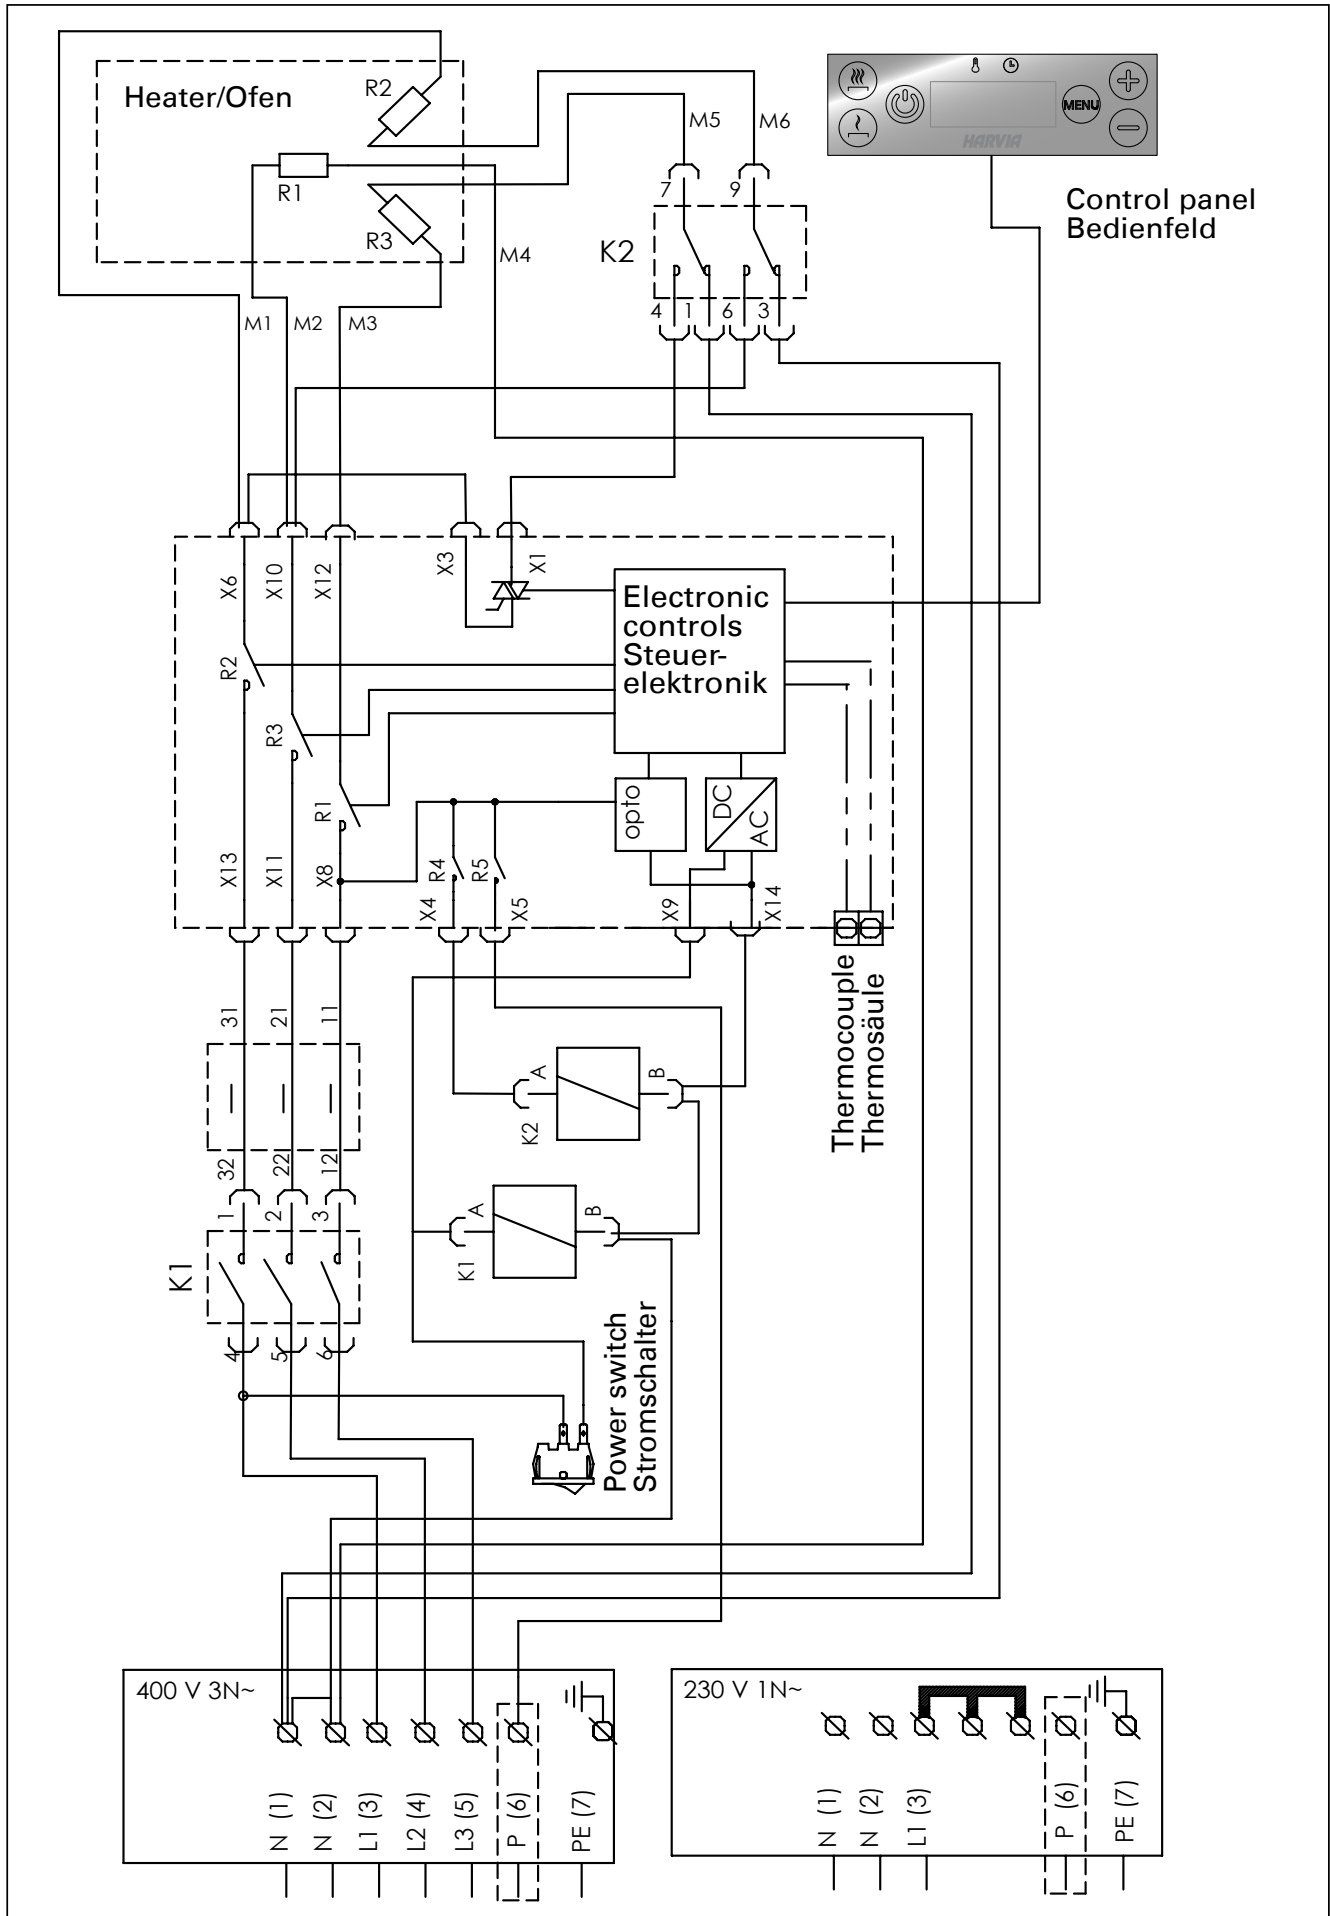 Heater/Ofen
R2
R1
R3
M5
M6
MENU
HARVIA
Control panel
Bedienfeld
7
9
K2
M4
4
1
6
3
M1
M2
M3
X6
X10
X12
X3
X1
Electronic
controls
Steuer-
elektronik
R2
R3
R1
opto
DC
AC
R4
R5
X13
X11
X8
X4
X5
X9
X14
Thermocouple
Thermosäule
31
21
11
A
B
K2
32
22
12
1
2
3
A
B
K1
K1
4
5
6
Power switch
Stromschalter
400 V 3N~
N (1)
N (2)
L1 (3)
L2 (4)
L3 (5)
P (6)
PE (7)
230 V 1N~
N (1)
N (2)
L1 (3)
P (6)
PE (7)